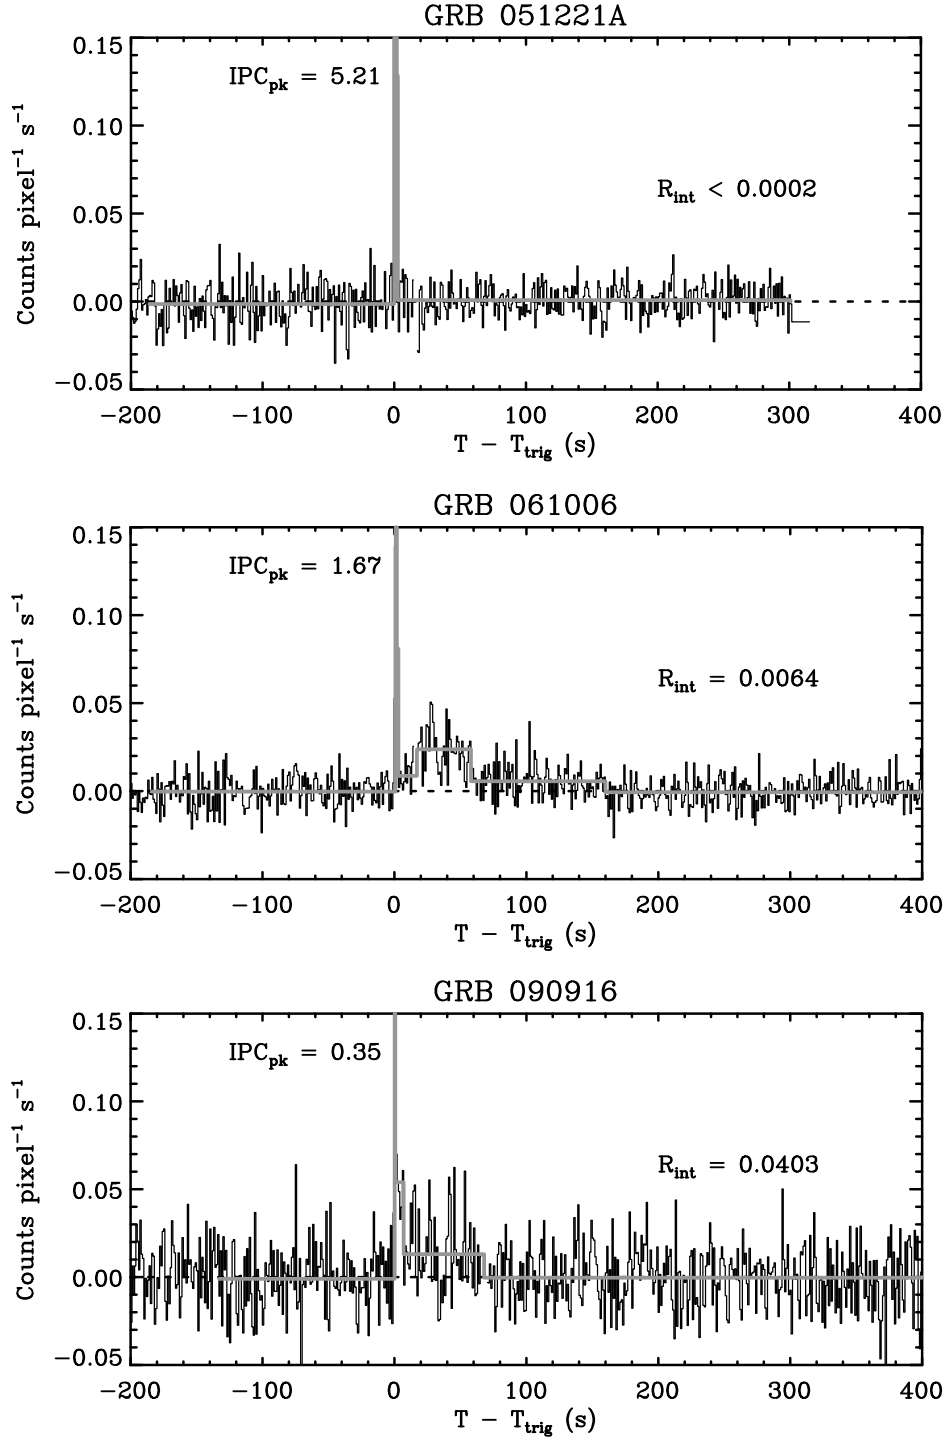 GRB 051221A
0.15
IPCpk = 5.21
0.10
Rint < 0.0002
0.05
0.00
−0.05
Counts pixel−1 s−1
−200 −100 0 100 200 300 400
T − Ttrig (s)
GRB 061006
0.15
IPCpk = 1.67
0.10
Rint = 0.0064
0.05
0.00
−0.05
Counts pixel−1 s−1
−200 −100 0 100 200 300 400
T − Ttrig (s)
GRB 090916
0.15
IPCpk = 0.35
0.10
Rint = 0.0403
0.05
0.00
−0.05
Counts pixel−1 s−1
−200 −100 0 100 200 300 400
T − Ttrig (s)